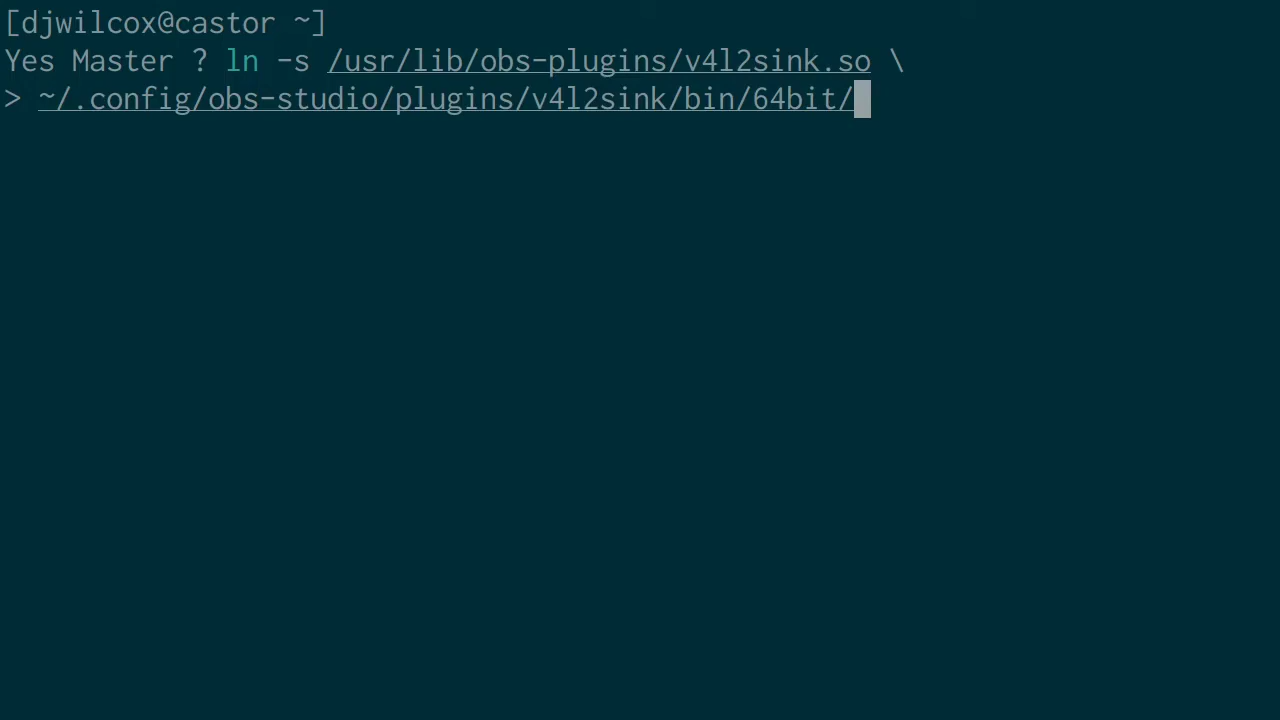 [djwilcox@castor ~]
Yes Master ? ln -s /usr/lib/obs-plugins/v4l2sink.so \
> ~/.config/obs-studio/plugins/v4l2sink/bin/64bit/